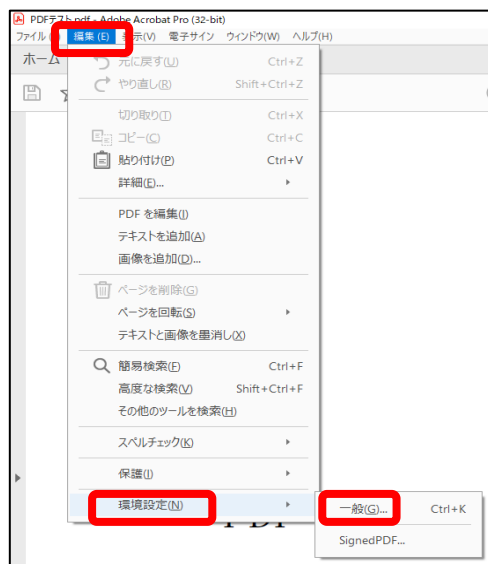 PDFテスト.pdf - Adobe Acrobat Pro (32-bit)
ファイル 編集 (E) 表示(V) 電子サイン ウィンドウ(W) ヘルプ(H)
ホーム
元に戻す(U) Ctrl+Z
やり直し(R) Shift+Ctrl+Z
切り取り(T) Ctrl+X
コピー(C) Ctrl+C
貼り付け(P) Ctrl+V
詳細(E)...
PDF を編集(I)
テキストを追加(A)
画像を追加(D)...
ページを削除(G)
ページを回転(S)
テキストと画像を墨消し(X)
簡易検索(F) Ctrl+F
高度な検索(V) Shift+Ctrl+F
その他のツールを検索(H)
スペルチェック(K)
保護(I)
環境設定(N)
一般(G)... Ctrl+K
SignedPDF...
PDF